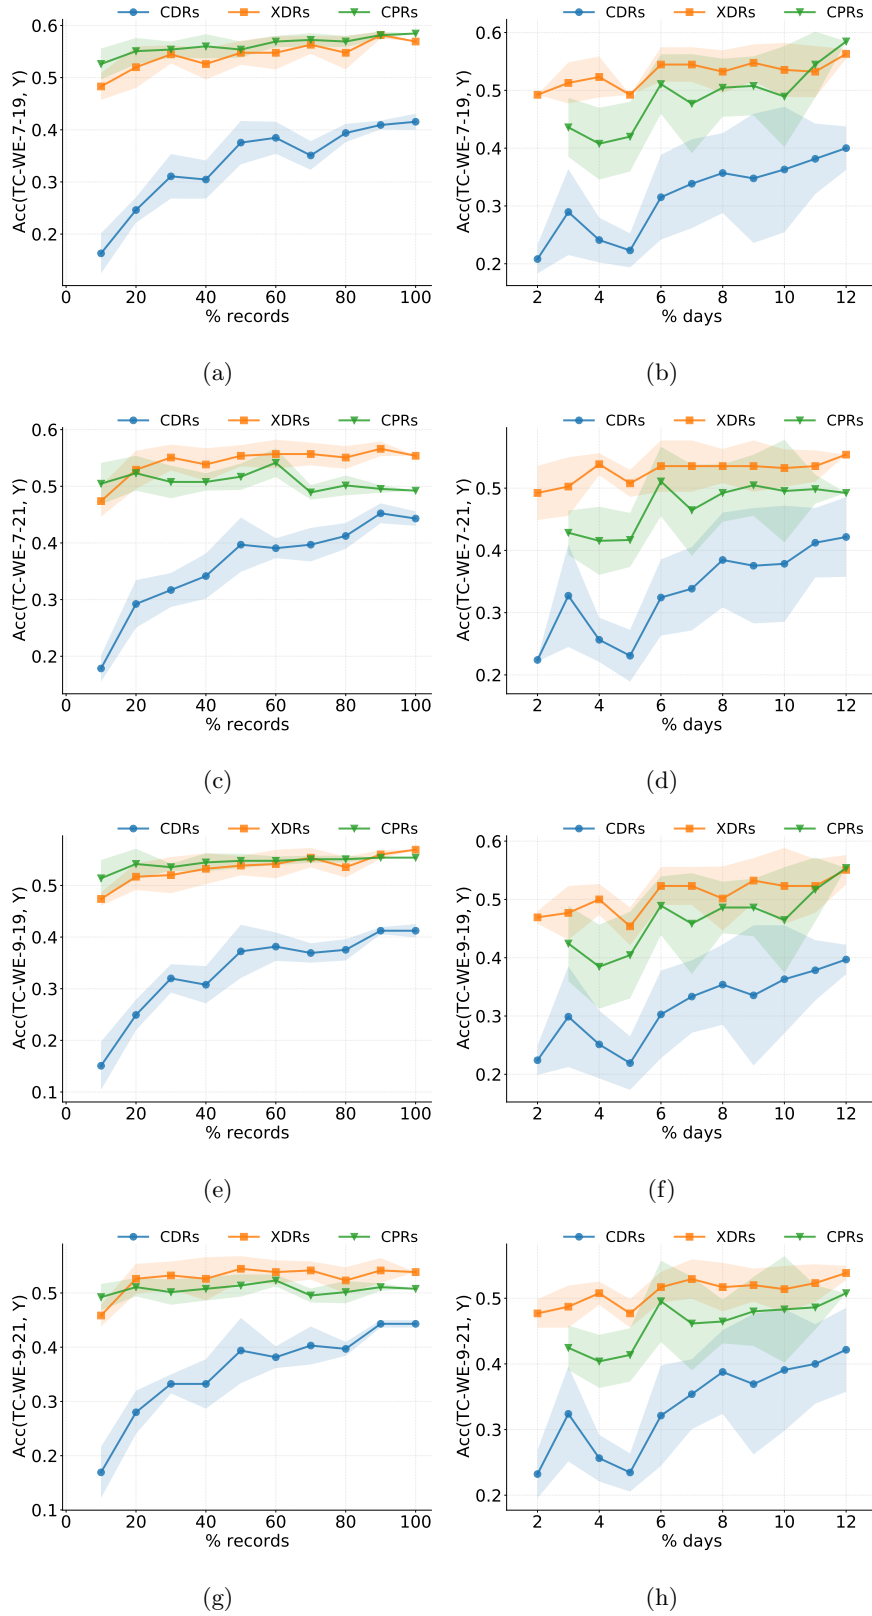 CDRs XDRs CPRs
0.6
0.5
0.4
0.3
0.2
Acc(TC-WE-7-19, Y)
0 20 40 60 80 100
% records
(a)
CDRs XDRs CPRs
0.6
0.5
0.4
0.3
0.2
Acc(TC-WE-7-19, Y)
2 4 6 8 10 12
% days
(b)
CDRs XDRs CPRs
0.6
0.5
0.4
0.3
0.2
Acc(TC-WE-7-21, Y)
0 20 40 60 80 100
% records
(c)
CDRs XDRs CPRs
0.5
0.4
0.3
0.2
Acc(TC-WE-7-21, Y)
2 4 6 8 10 12
% days
(d)
CDRs XDRs CPRs
0.5
0.4
0.3
0.2
0.1
Acc(TC-WE-9-19, Y)
0 20 40 60 80 100
% records
(e)
CDRs XDRs CPRs
0.6
0.5
0.4
0.3
0.2
Acc(TC-WE-9-19, Y)
2 4 6 8 10 12
% days
(f)
CDRs XDRs CPRs
0.5
0.4
0.3
0.2
0.1
Acc(TC-WE-9-21, Y)
0 20 40 60 80 100
% records
(g)
CDRs XDRs CPRs
0.5
0.4
0.3
0.2
Acc(TC-WE-9-21, Y)
2 4 6 8 10 12
% days
(h)